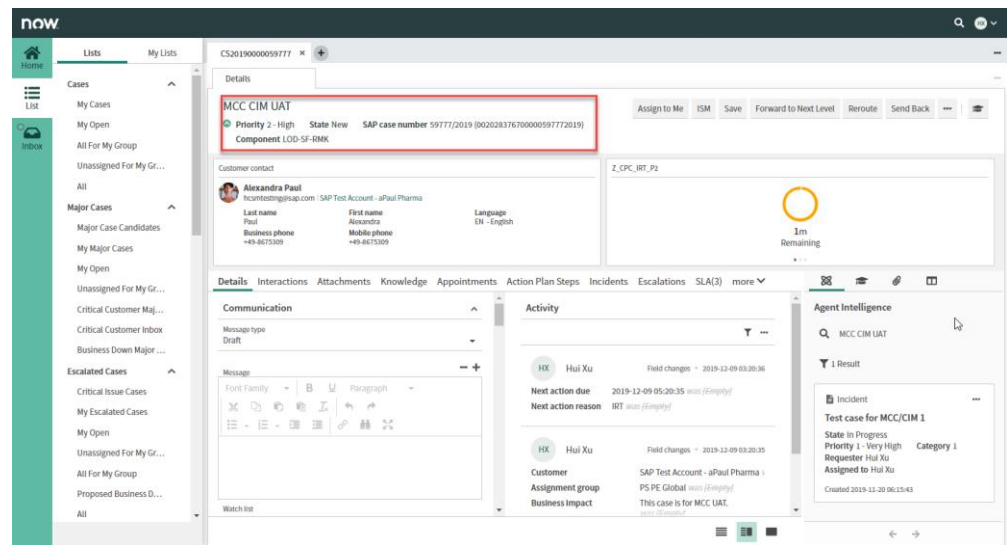 now.
HX
Home
List
Inbox
Lists My Lists
Cases
My Cases
My Open
All For My Group
Unassigned For My Gr...
All
Major Cases
Major Case Candidates
My Major Cases
My Open
Unassigned For My Gr...
Critical Customer Maj...
Critical Customer Inbox
Business Down Major ...
Escalated Cases
Critical Issue Cases
My Escalated Cases
My Open
Unassigned For My Gr...
All For My Group
Proposed Business D...
All
CS20190000059777
Details
MCC CIM UAT
Priority 2 - High State New SAP case number 59777/2019 (002028376700000597772019)
Component LOD-SF-RMK
Assign to Me ISM Save Forward to Next Level Reroute Send Back
Customer contact
Alexandra Paul
hcsmtesting@sap.com | SAP Test Account - aPaul Pharma
Last name First name Language
Paul Alexandra EN - English
Business phone Mobile phone
+49-8675309 +49-8675309
Z_CPC_IRT_P2
1m
Remaining
Details Interactions Attachments Knowledge Appointments Action Plan Steps Incidents Escalations SLA(3) more
Communication
Message type
Draft
Message
Font Family B U Paragraph
Watch list
Activity
HX Hui Xu Field changes • 2019-12-09 03:20:36
Next action due 2019-12-09 05:20:35 was [Empty]
Next action reason IRT was [Empty]
HX Hui Xu Field changes • 2019-12-09 03:20:35
Customer SAP Test Account - aPaul Pharma
Assignment group PS PE Global was [Empty]
Business impact This case is for MCC UAT.
was [Empty]
Agent Intelligence
MCC CIM UAT
1 Result
Incident
Test case for MCC/CIM 1
State In Progress
Priority 1 - Very High Category 1
Requester Hui Xu
Assigned to Hui Xu
Created 2019-11-20 06:15:43